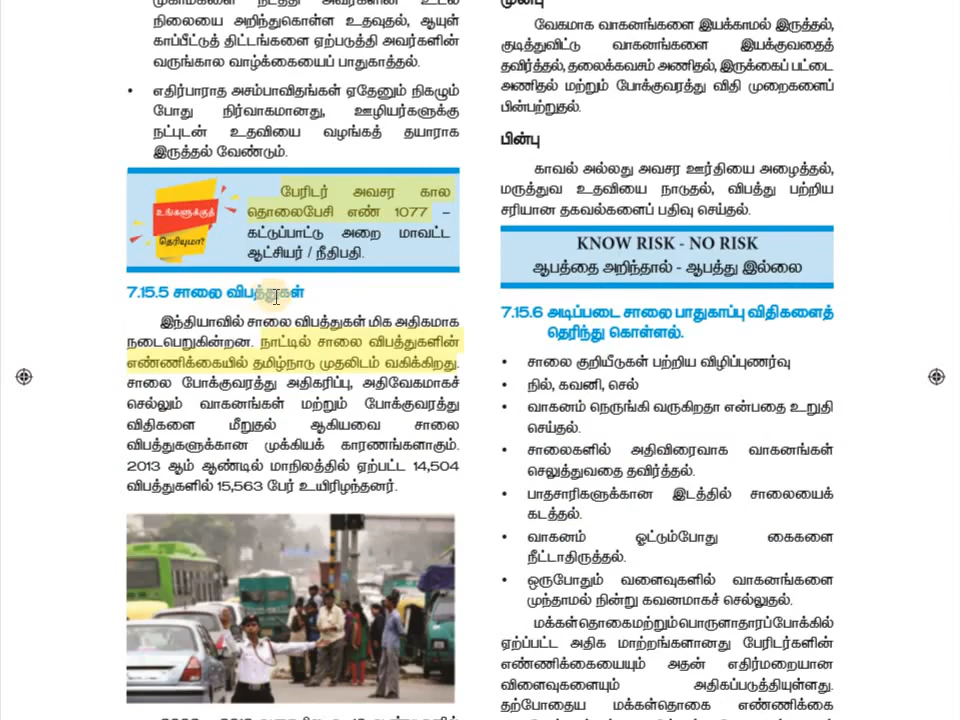 முகாம்களை நடத்தி அவர்களின் உடல்
நிலையை அறிந்துகொள்ள உதவுதல், ஆயுள்
காப்பீட்டுத் திட்டங்களை ஏற்படுத்தி அவர்களின்
வருங்கால வாழ்க்கையைப் பாதுகாத்தல்.
• எதிர்பாராத அசம்பாவிதங்கள் ஏதேனும் நிகழும்
போது நிர்வாகமானது, ஊழியர்களுக்கு
நட்புடன் உதவியை வழங்கத் தயாராக
இருத்தல் வேண்டும்.
உங்களுக்குத்
தெரியுமா?
பேரிடர் அவசர கால
தொலைபேசி எண் 1077 –
கட்டுப்பாட்டு அறை மாவட்ட
ஆட்சியர் / நீதிபதி.
7.15.5 சாலை விபத்துகள்
இந்தியாவில் சாலை விபத்துகள் மிக அதிகமாக
நடைபெறுகின்றன. நாட்டில் சாலை விபத்துகளின்
எண்ணிக்கையில் தமிழ்நாடு முதலிடம் வகிக்கிறது.
சாலை போக்குவரத்து அதிகரிப்பு, அதிவேகமாகச்
செல்லும் வாகனங்கள் மற்றும் போக்குவரத்து
விதிகளை மீறுதல் ஆகியவை சாலை
விபத்துகளுக்கான முக்கியக் காரணங்களாகும்.
2013 ஆம் ஆண்டில் மாநிலத்தில் ஏற்பட்ட 14,504
விபத்துகளில் 15,563 பேர் உயிரிழந்தனர்.
முன்பு
வேகமாக வாகனங்களை இயக்காமல் இருத்தல்,
குடித்துவிட்டு வாகனங்களை இயக்குவதைத்
தவிர்த்தல், தலைக்கவசம் அணிதல், இருக்கைப் பட்டை
அணிதல் மற்றும் போக்குவரத்து விதி முறைகளைப்
பின்பற்றுதல்.
பின்பு
காவல் அல்லது அவசர ஊர்தியை அழைத்தல்,
மருத்துவ உதவியை நாடுதல், விபத்து பற்றிய
சரியான தகவல்களைப் பதிவு செய்தல்.
KNOW RISK - NO RISK
ஆபத்தை அறிந்தால் - ஆபத்து இல்லை
7.15.6 அடிப்படை சாலை பாதுகாப்பு விதிகளைத்
தெரிந்து கொள்ளல்.
• சாலை குறியீடுகள் பற்றிய விழிப்புணர்வு
• நில், கவனி, செல்
• வாகனம் நெருங்கி வருகிறதா என்பதை உறுதி
செய்தல்.
• சாலைகளில் அதிவிரைவாக வாகனங்கள்
செலுத்துவதை தவிர்த்தல்.
• பாதசாரிகளுக்கான இடத்தில் சாலையைக்
கடத்தல்.
• வாகனம் ஓட்டும்போது கைகளை
நீட்டாதிருத்தல்.
• ஒருபோதும் வளைவுகளில் வாகனங்களை
முந்தாமல் நின்று கவனமாகச் செல்லுதல்.
மக்கள்தொகைமற்றும்பொருளாதாரப்போக்கில்
ஏற்பட்ட அதிக மாற்றங்களானது பேரிடர்களின்
எண்ணிக்கையையும் அதன் எதிர்மறையான
விளைவுகளையும் அதிகப்படுத்தியுள்ளது.
தற்போதைய மக்கள்தொகை எண்ணிக்கை